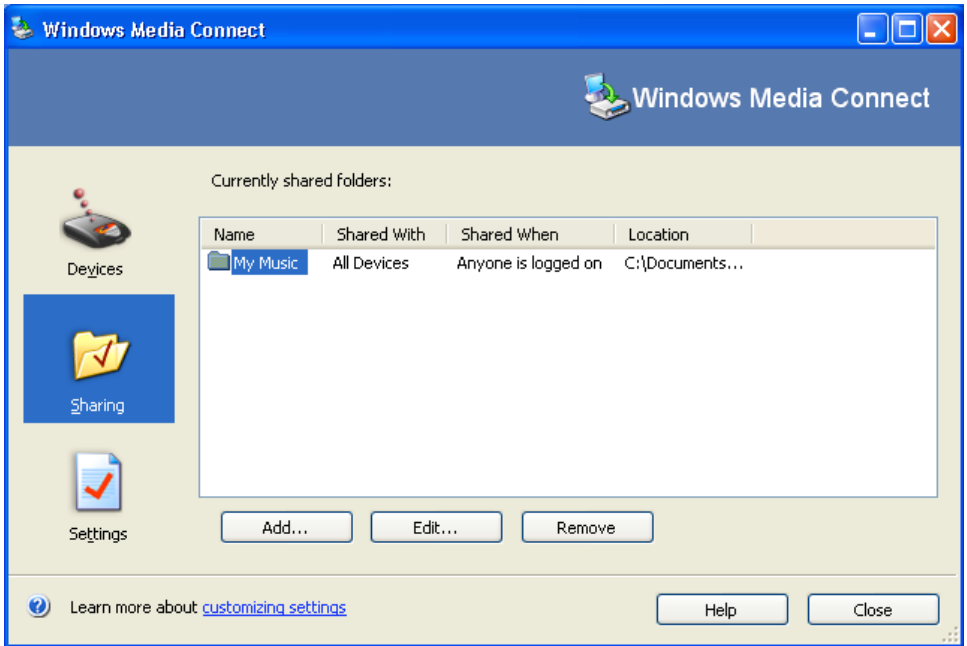 Windows Media Connect
Windows Media Connect
Currently shared folders:
Name Shared With Shared When Location
My Music All Devices Anyone is logged on C:\Documents...
Devices
Sharing
Settings
Add... Edit... Remove
Learn more about customizing settings
Help Close